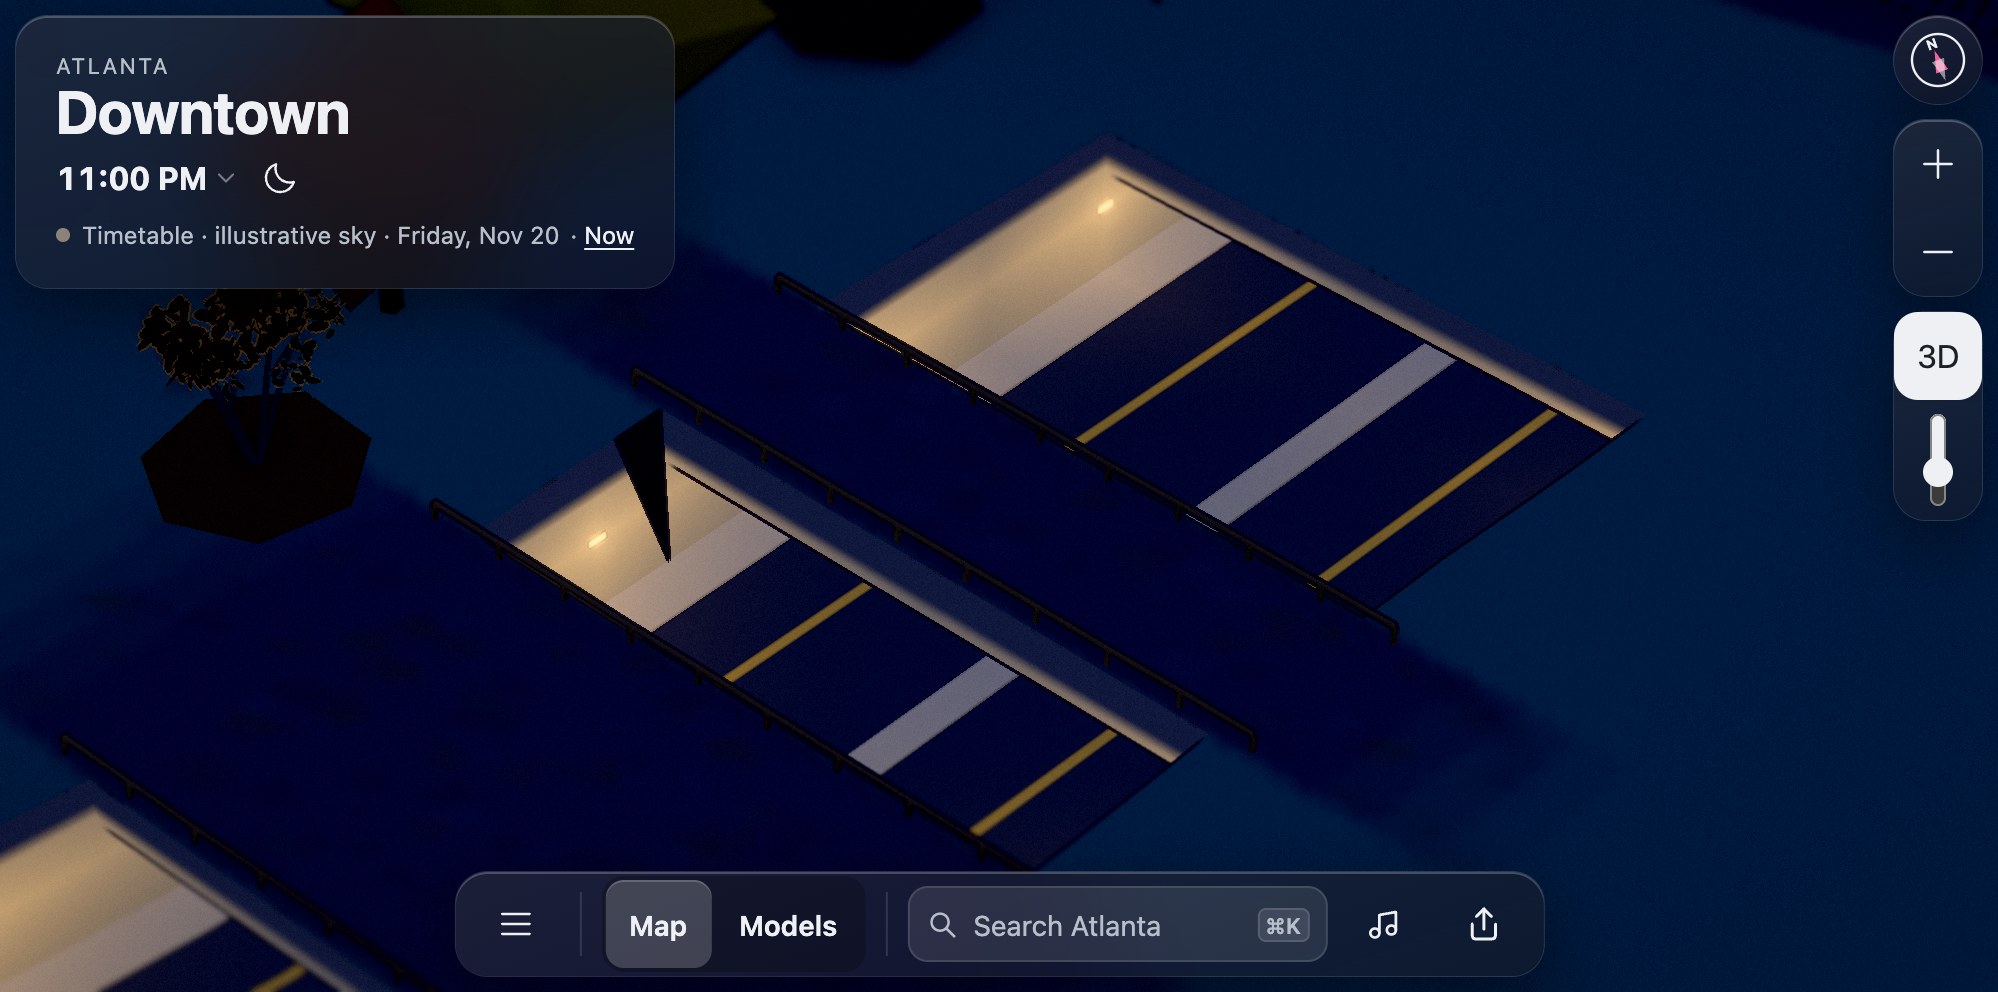 ATLANTA
Downtown
11:00 PM
Timetable · illustrative sky · Friday, Nov 20 · Now
N
3D
Map
Models
Search Atlanta
⌘K